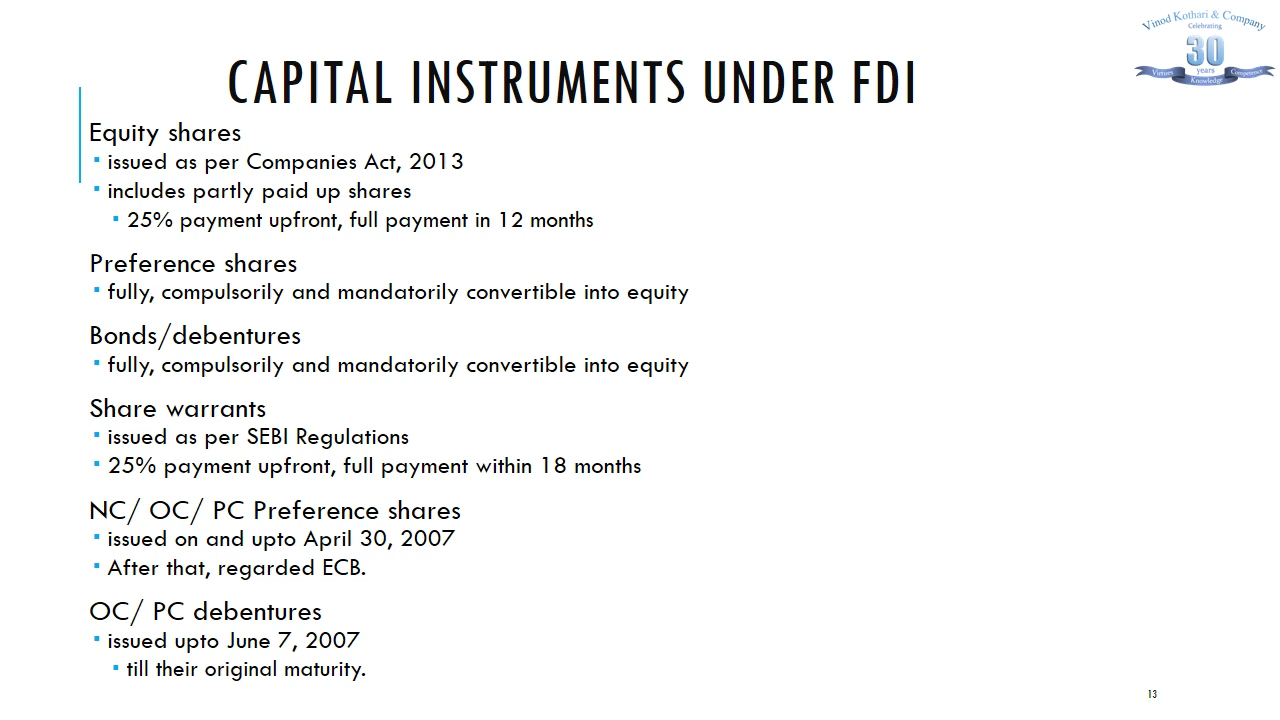 Vinod Kothari & Company
Celebrating
30
years
Virtues Knowledge Competence
CAPITAL INSTRUMENTS UNDER FDI
Equity shares
issued as per Companies Act, 2013
includes partly paid up shares
25% payment upfront, full payment in 12 months
Preference shares
fully, compulsorily and mandatorily convertible into equity
Bonds/debentures
fully, compulsorily and mandatorily convertible into equity
Share warrants
issued as per SEBI Regulations
25% payment upfront, full payment within 18 months
NC/ OC/ PC Preference shares
issued on and upto April 30, 2007
After that, regarded ECB.
OC/ PC debentures
issued upto June 7, 2007
till their original maturity.
13